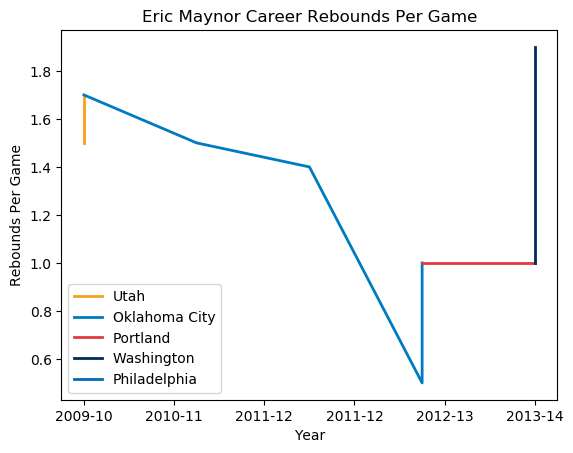 Eric Maynor Career Rebounds Per Game
Rebounds Per Game
1.8
1.6
1.4
1.2
1.0
0.8
0.6
Utah
Oklahoma City
Portland
Washington
Philadelphia
2009-10 2010-11 2011-12 2011-12 2012-13 2013-14
Year